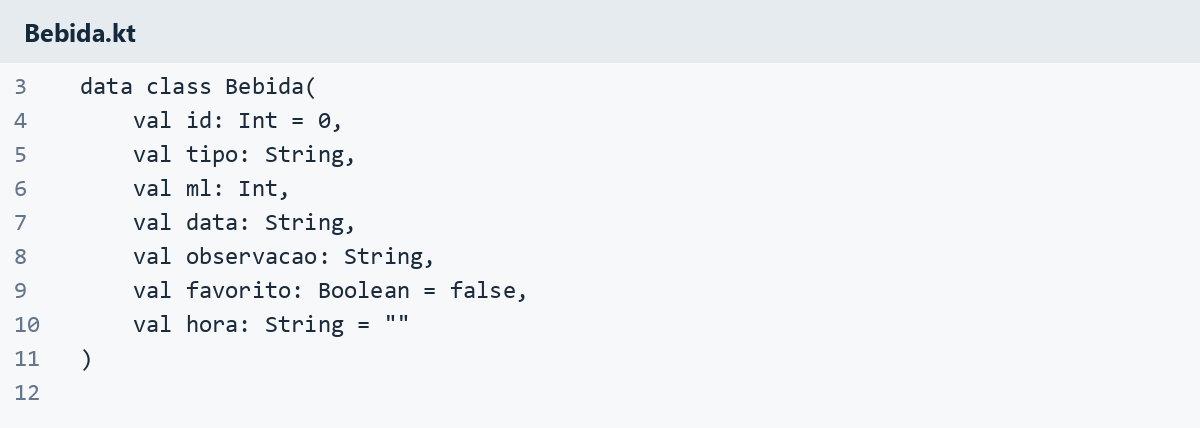 Bebida.kt
3 data class Bebida(
4     val id: Int = 0,
5     val tipo: String,
6     val ml: Int,
7     val data: String,
8     val observacao: String,
9     val favorito: Boolean = false,
10     val hora: String = ""
11 )
12